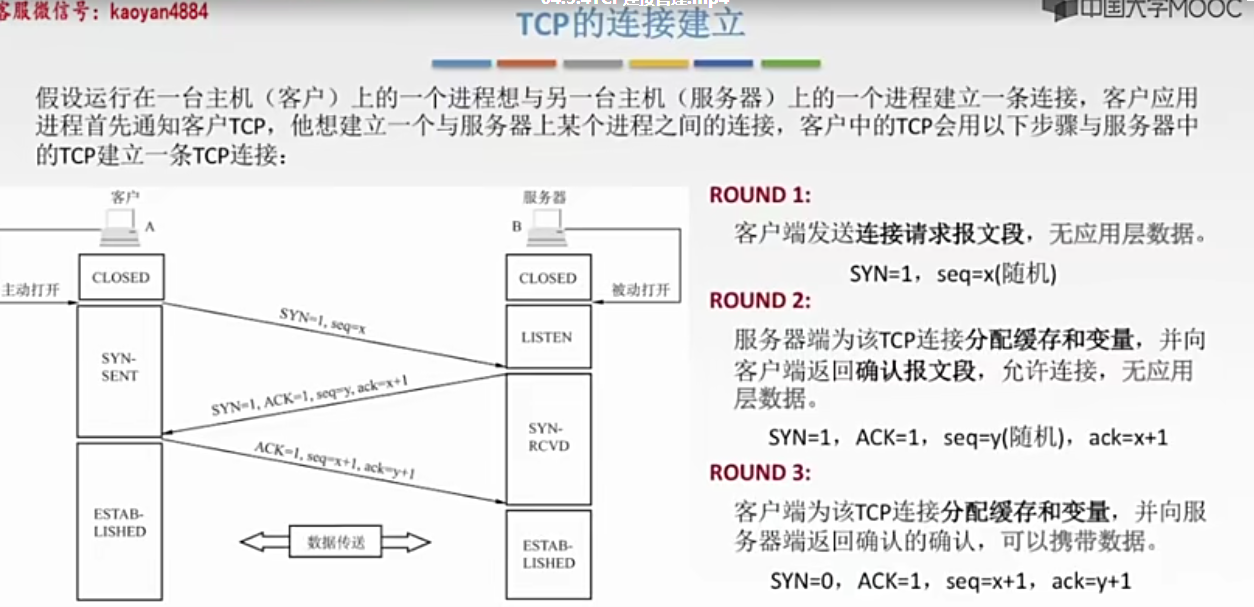 客服微信号：kaoyan4884
04.5.4TCP连接管理.mp4
中国大学MOOC
TCP的连接建立
假设运行在一台主机（客户）上的一个进程想与另一台主机（服务器）上的一个进程建立一条连接，客户应用
进程首先通知客户TCP，他想建立一个与服务器上某个进程之间的连接，客户中的TCP会用以下步骤与服务器中
的TCP建立一条TCP连接：
客户
A
服务器
B
CLOSED
CLOSED
主动打开
被动打开
SYN=1, seq=x
LISTEN
SYN-
SENT
SYN=1, ACK=1, seq=y, ack=x+1
SYN-
RCVD
ACK=1, seq=x+1, ack=y+1
ESTAB-
LISHED
数据传送
ESTAB-
LISHED
ROUND 1:
客户端发送连接请求报文段，无应用层数据。
SYN=1，seq=x(随机)
ROUND 2:
服务器端为该TCP连接分配缓存和变量，并向
客户端返回确认报文段，允许连接，无应用
层数据。
SYN=1，ACK=1，seq=y(随机)，ack=x+1
ROUND 3:
客户端为该TCP连接分配缓存和变量，并向服
务器端返回确认的确认，可以携带数据。
SYN=0，ACK=1，seq=x+1，ack=y+1